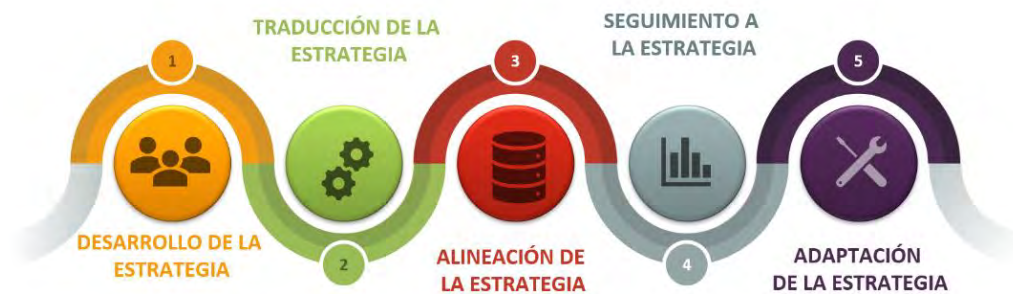 1
DESARROLLO DE LA
ESTRATEGIA
TRADUCCIÓN DE LA
ESTRATEGIA
2
3
ALINEACIÓN DE
LA ESTRATEGIA
SEGUIMIENTO A
LA ESTRATEGIA
4
5
ADAPTACIÓN
DE LA ESTRATEGIA